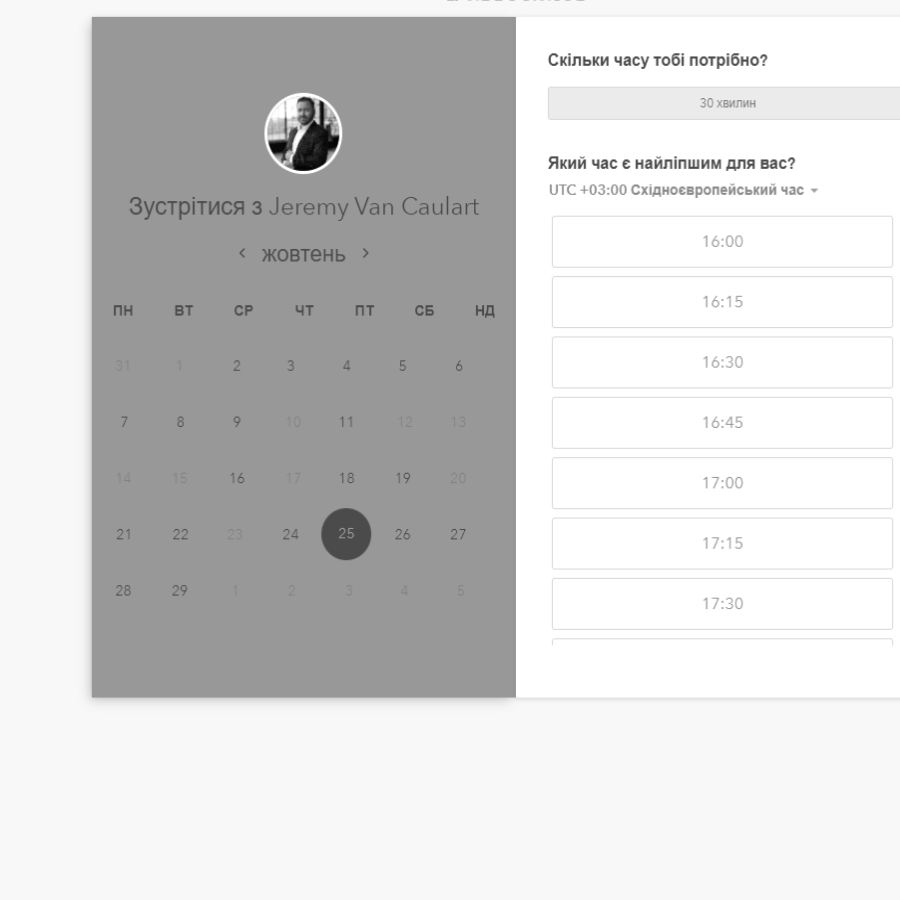 Зустрітися з Jeremy Van Caulart
жовтень
ПН ВТ СР ЧТ ПТ СБ НД
31 1 2 3 4 5 6
7 8 9 10 11 12 13
14 15 16 17 18 19 20
21 22 23 24 25 26 27
28 29 1 2 3 4 5
Скільки часу тобі потрібно?
30 хвилин
Який час є найліпшим для вас?
UTC +03:00 Східноєвропейський час
16:00
16:15
16:30
16:45
17:00
17:15
17:30